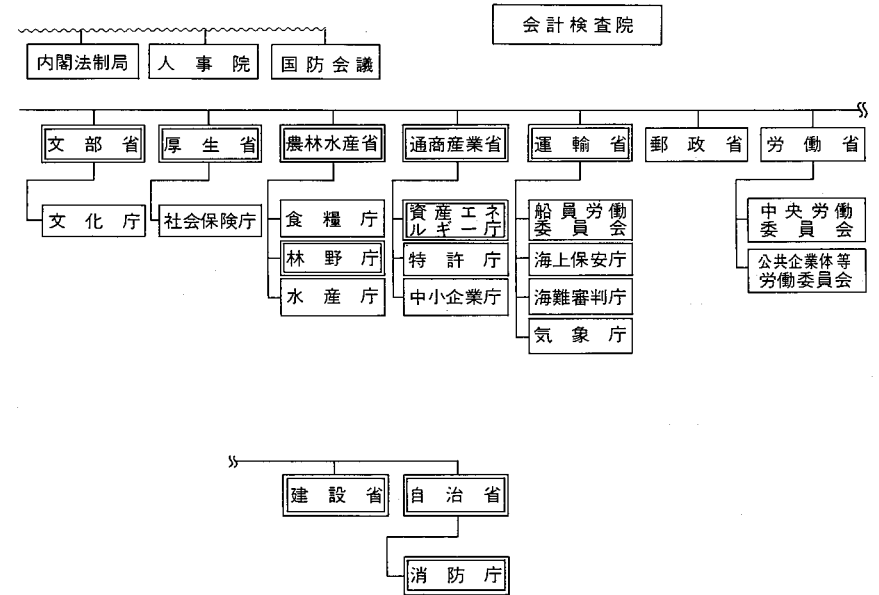 会計検査院
内閣法制局
人事院
国防会議
文部省
厚生省
農林水産省
通商産業省
運輸省
郵政省
労働省
文化庁
社会保険庁
食糧庁
林野庁
水産庁
資産エネ
ルギー庁
特許庁
中小企業庁
船員労働
委員会
海上保安庁
海難審判庁
気象庁
中央労働
委員会
公共企業体等
労働委員会
建設省
自治省
消防庁